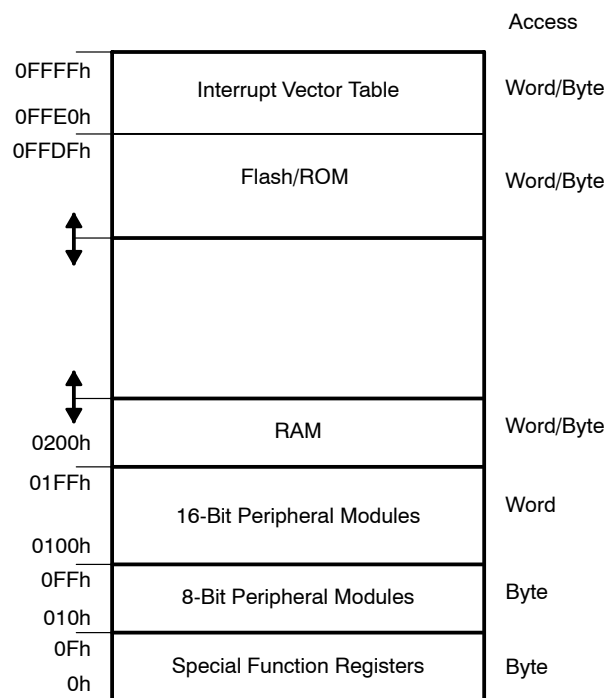 Access
0FFFFh
Interrupt Vector Table
Word/Byte
0FFE0h
0FFDFh
Flash/ROM
Word/Byte
RAM
Word/Byte
0200h
01FFh
16-Bit Peripheral Modules
Word
0100h
0FFh
8-Bit Peripheral Modules
Byte
010h
0Fh
Special Function Registers
Byte
0h